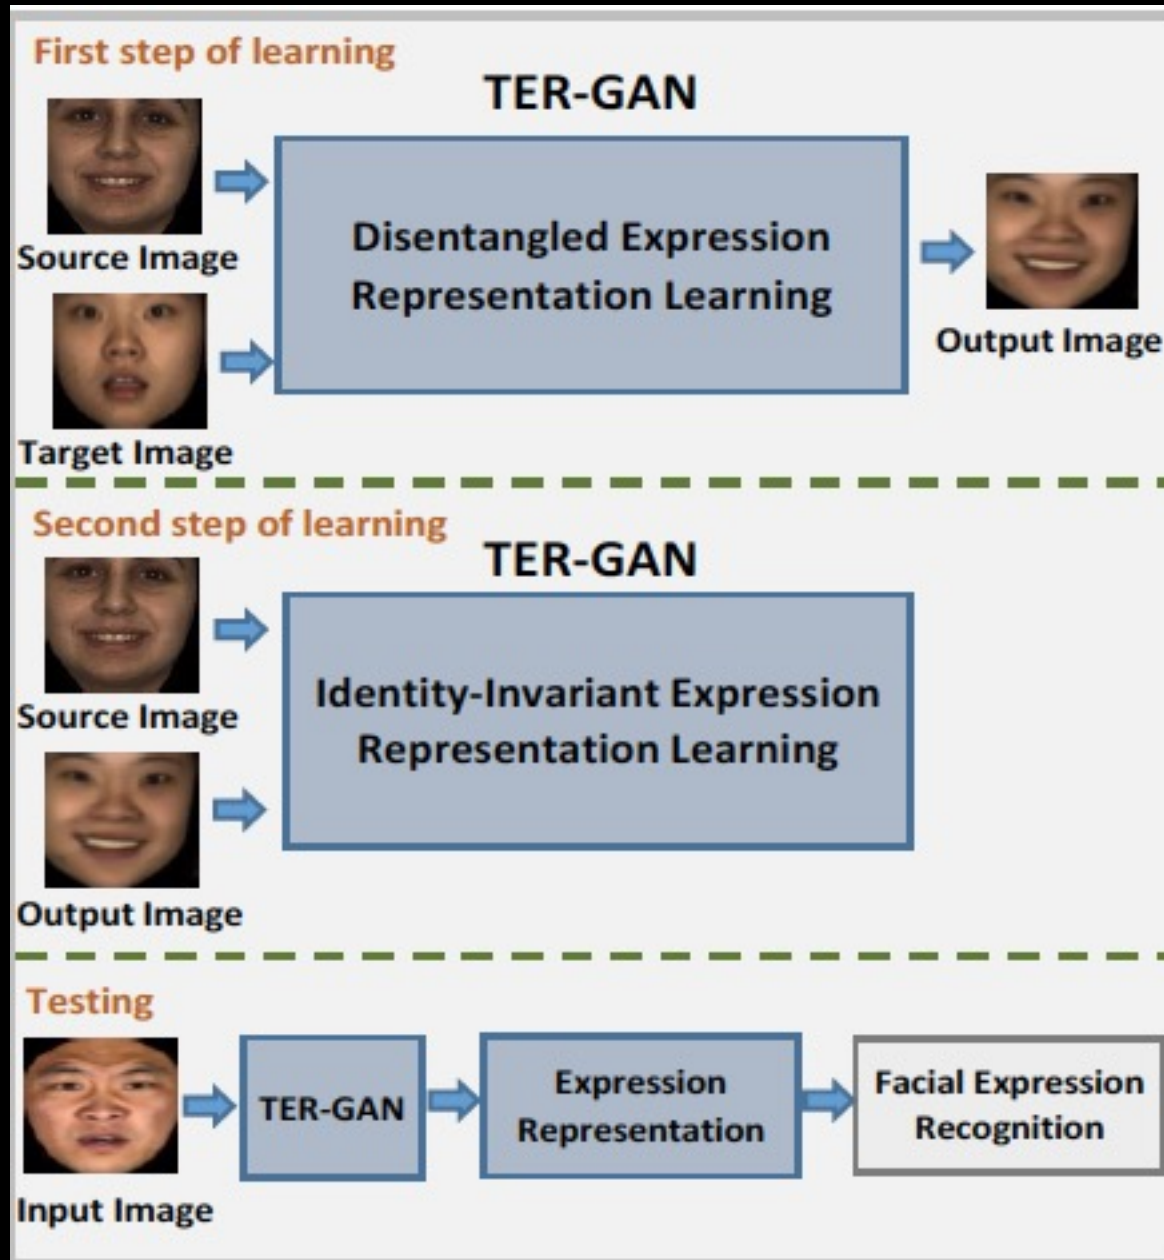 First step of learning
TER-GAN
Source Image
Disentangled Expression
Representation Learning
Output Image
Target Image
Second step of learning
TER-GAN
Source Image
Identity-Invariant Expression
Representation Learning
Output Image
Testing
TER-GAN
Expression
Representation
Facial Expression
Recognition
Input Image